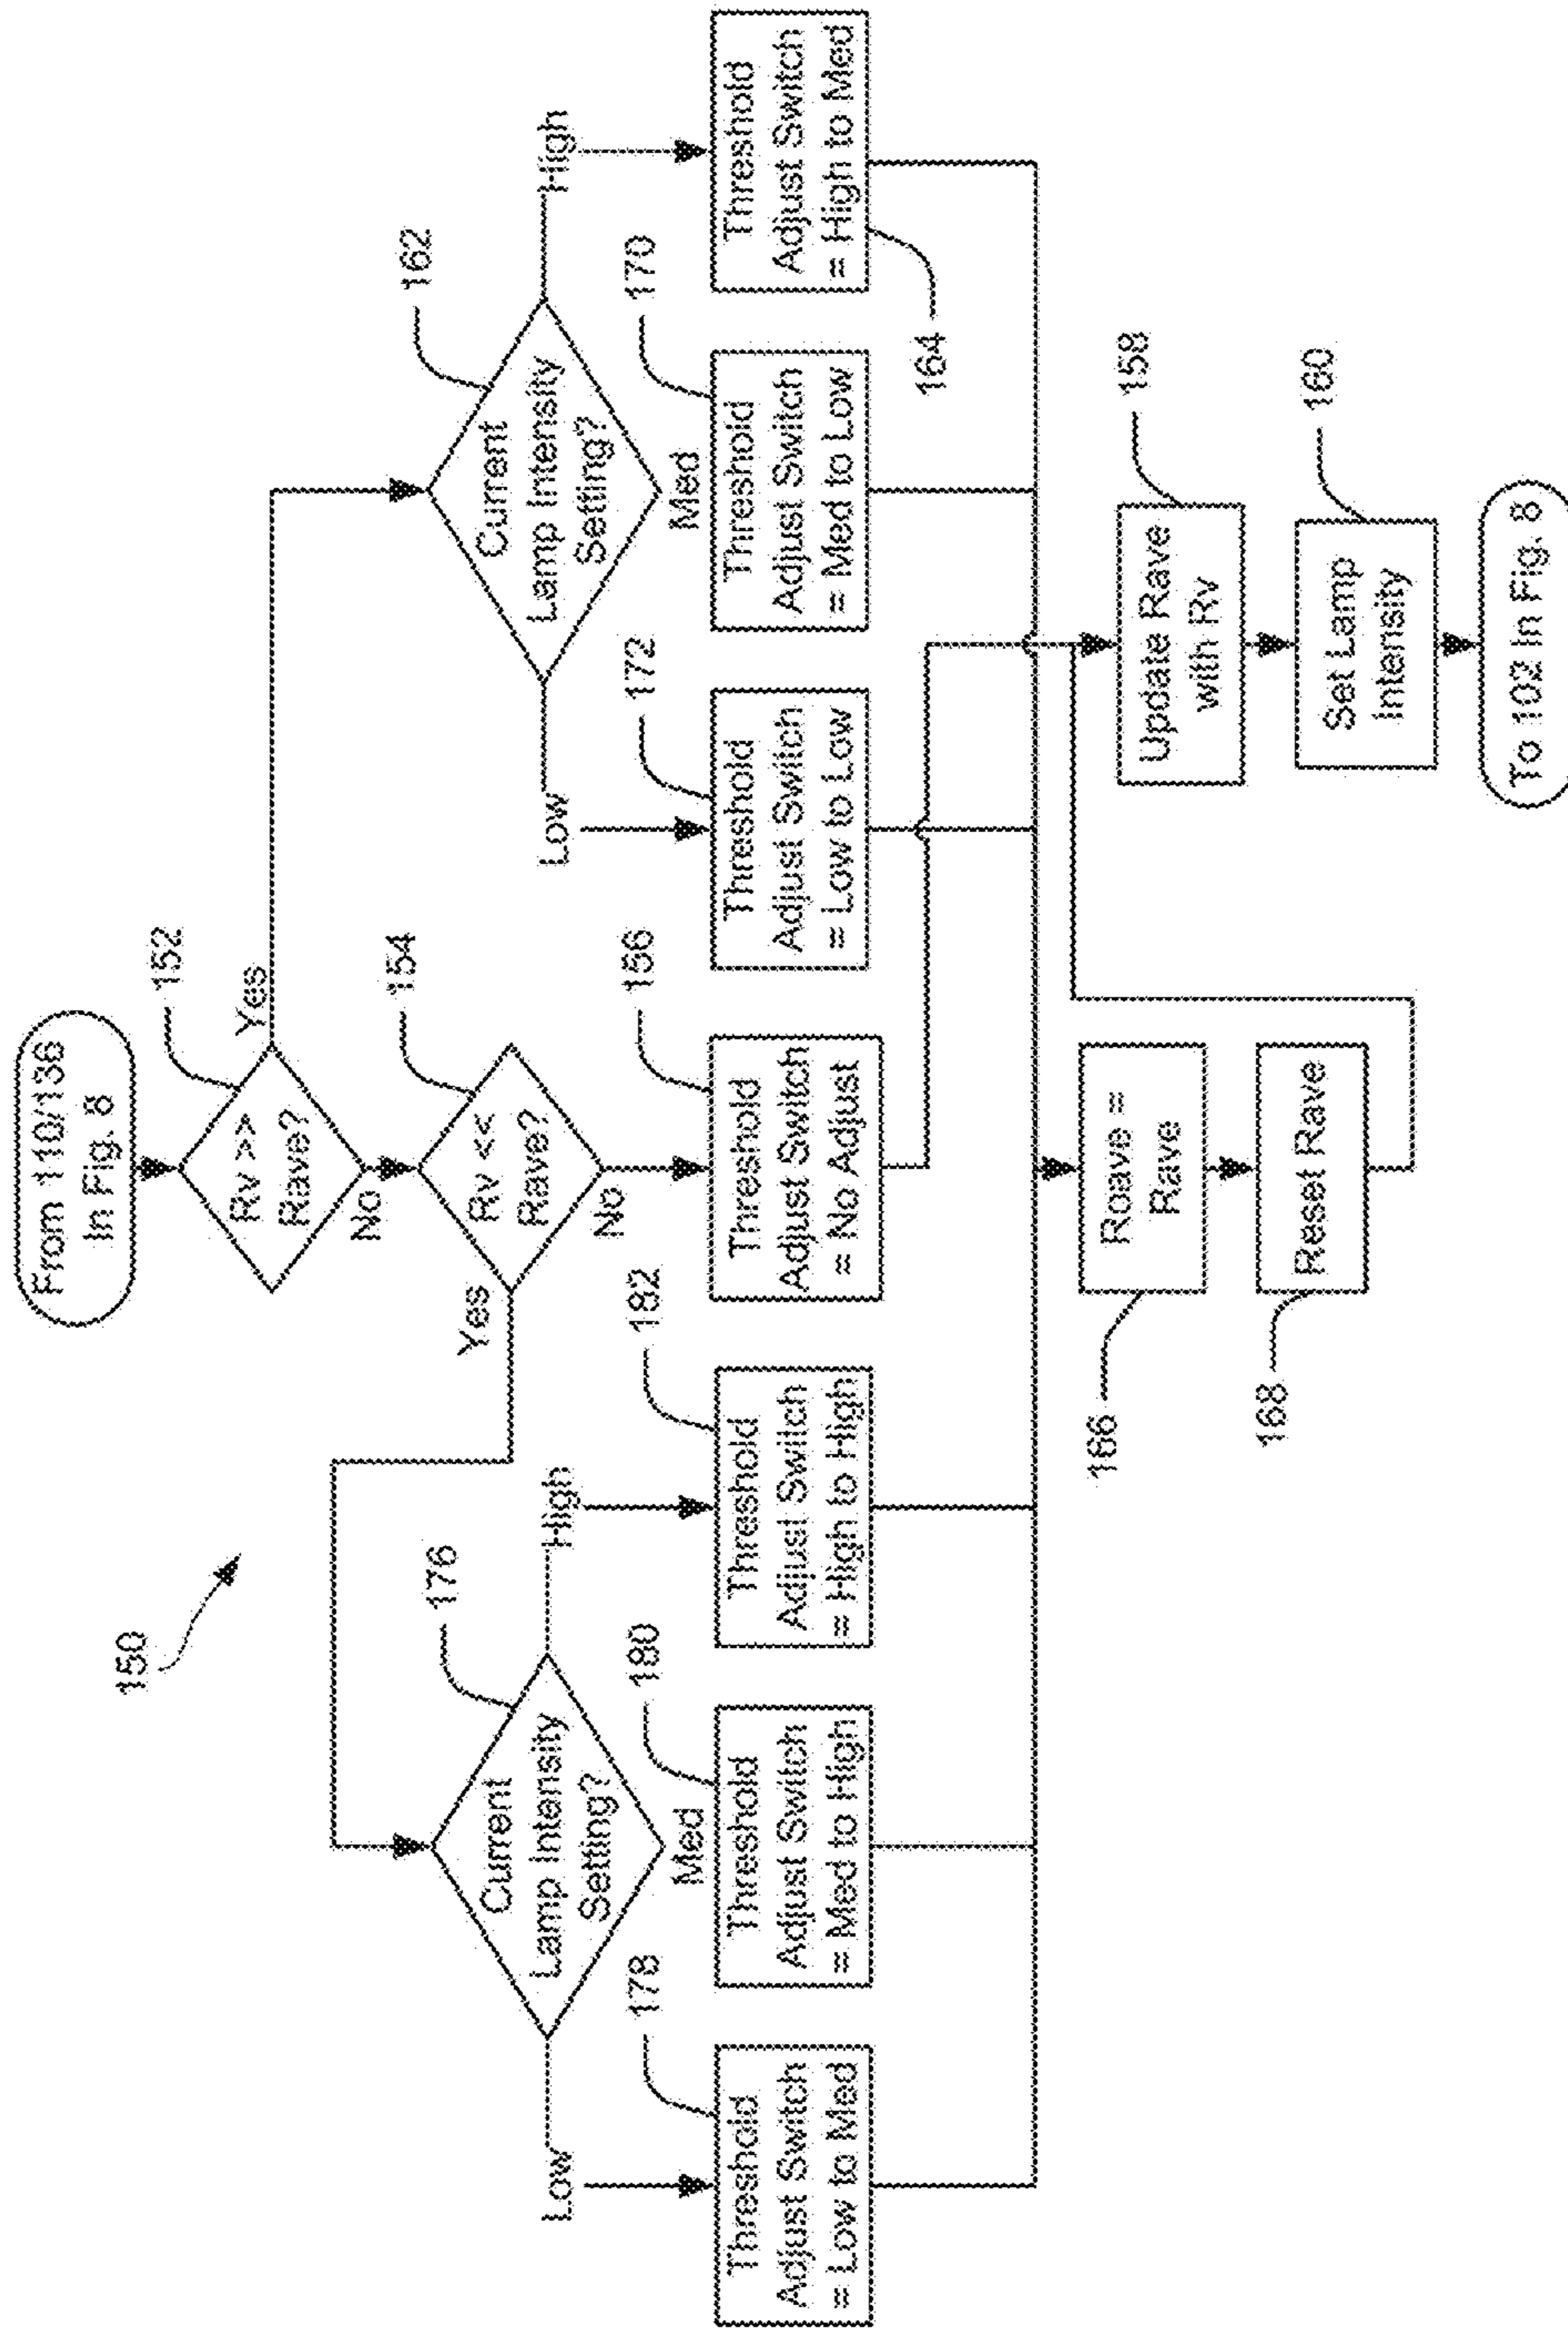 150
From 110/136
In Fig. 8
152
Rv >>
Rave?
Yes
No
154
Rv <<
Rave?
Yes
No
176
Current
Lamp Intensity
Setting?
Low
Med
High
162
Current
Lamp Intensity
Setting?
Low
Med
High
178
Threshold
Adjust Switch
= Low to Med
180
Threshold
Adjust Switch
= Med to High
182
Threshold
Adjust Switch
= High to High
156
Threshold
Adjust Switch
= No Adjust
172
Threshold
Adjust Switch
= Low to Low
170
Threshold
Adjust Switch
= Med to Low
Threshold
Adjust Switch
= High to Med
164
166
Roave =
Rave
168
Reset Rave
158
Update Rave
with Rv
160
Set Lamp
Intensity
To 102 In Fig. 8